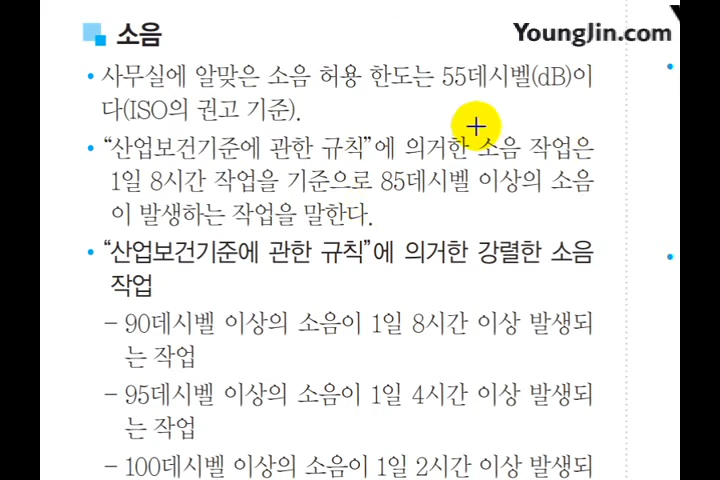 소음
YoungJin.com
• 사무실에 알맞은 소음 허용 한도는 55데시벨(dB)이
다(ISO의 권고 기준).
• “산업보건기준에 관한 규칙”에 의거한 소음 작업은
1일 8시간 작업을 기준으로 85데시벨 이상의 소음
이 발생하는 작업을 말한다.
• “산업보건기준에 관한 규칙”에 의거한 강렬한 소음
작업
– 90데시벨 이상의 소음이 1일 8시간 이상 발생되
는 작업
– 95데시벨 이상의 소음이 1일 4시간 이상 발생되
는 작업
– 100데시벨 이상의 소음이 1일 2시간 이상 발생되